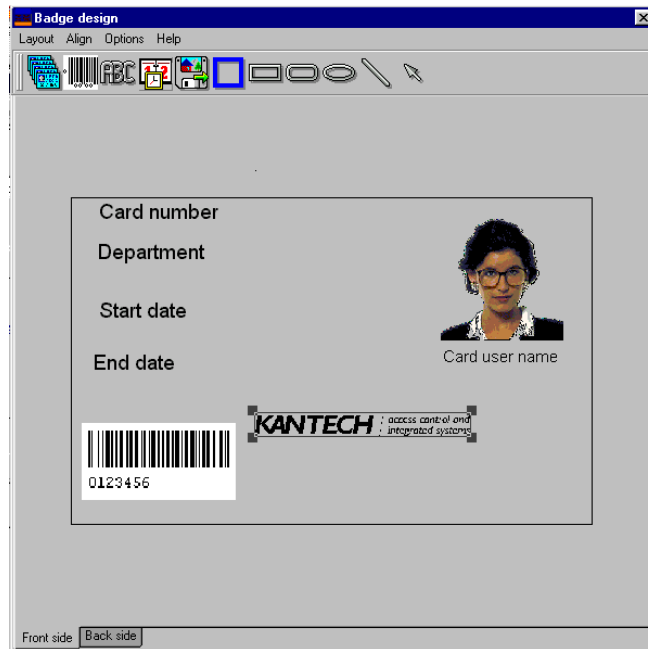 Badge design
Layout Align Options Help
ABC
Card number
Department
Start date
End date
Card user name
KANTECH access control and
integrated systems
0123456
Front side Back side